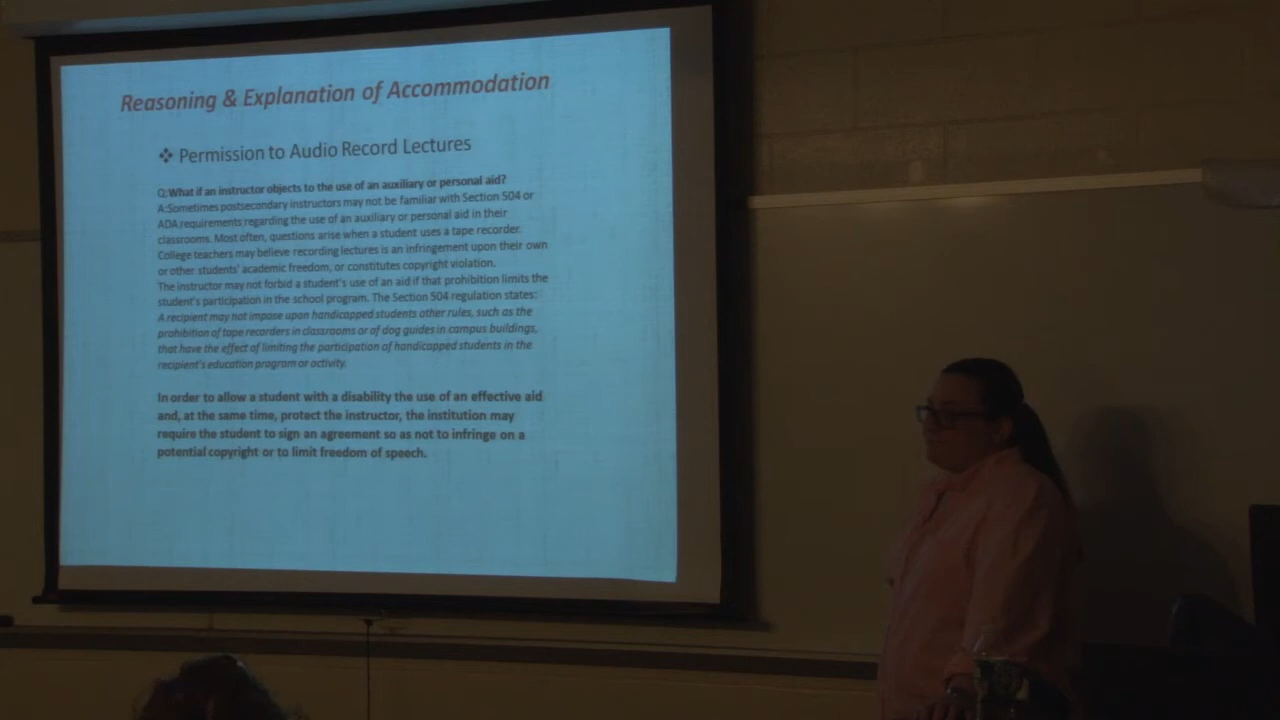 Reasoning & Explanation of Accommodation
❖ Permission to Audio Record Lectures
Q:What if an instructor objects to the use of an auxiliary or personal aid?
A:Sometimes postsecondary instructors may not be familiar with Section 504 or
ADA requirements regarding the use of an auxiliary or personal aid in their
classrooms. Most often, questions arise when a student uses a tape recorder.
College teachers may believe recording lectures is an infringement upon their own
or other students' academic freedom, or constitutes copyright violation.
The instructor may not forbid a student's use of an aid if that prohibition limits the
student's participation in the school program. The Section 504 regulation states:
A recipient may not impose upon handicapped students other rules, such as the
prohibition of tape recorders in classrooms or of dog guides in campus buildings,
that have the effect of limiting the participation of handicapped students in the
recipient's education program or activity.
In order to allow a student with a disability the use of an effective aid
and, at the same time, protect the instructor, the institution may
require the student to sign an agreement so as not to infringe on a
potential copyright or to limit freedom of speech.